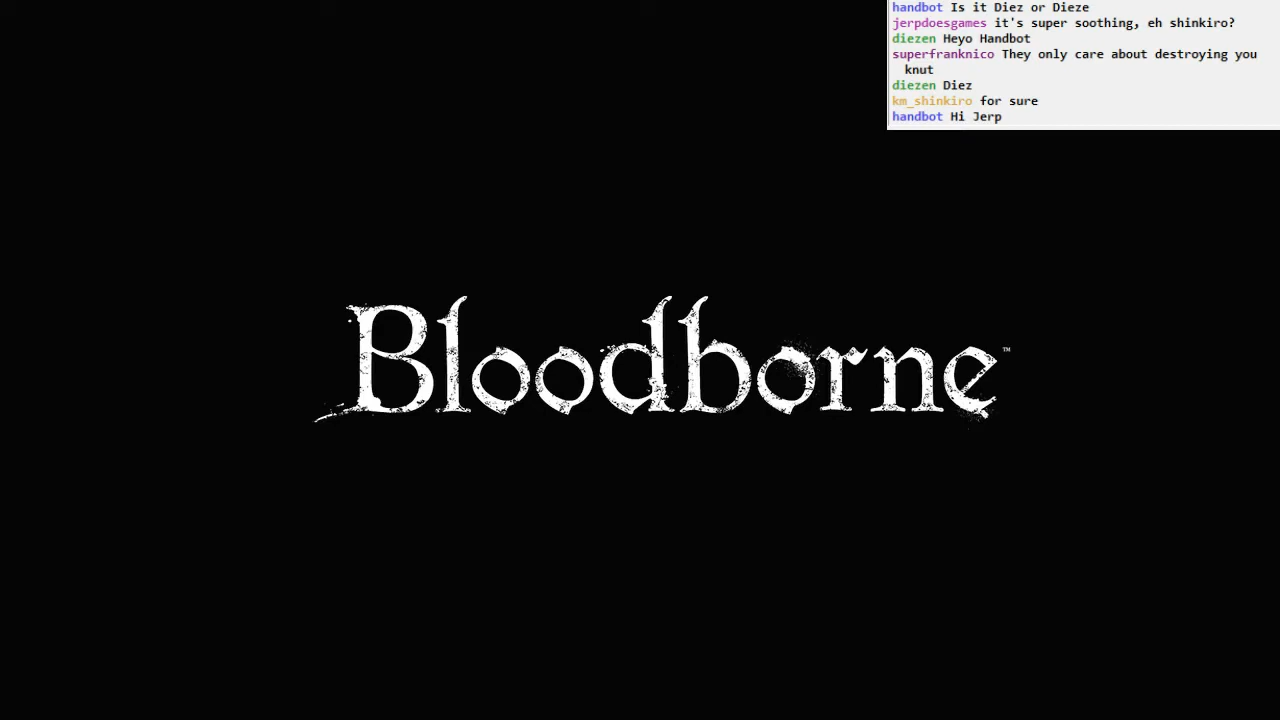 handbot Is it Diez or Dieze
jerpdoesgames it's super soothing, eh shinkiro?
diezen Heyo Handbot
superfranknico They only care about destroying you
knut
diezen Diez
km_shinkiro for sure
handbot Hi Jerp
Bloodborne™